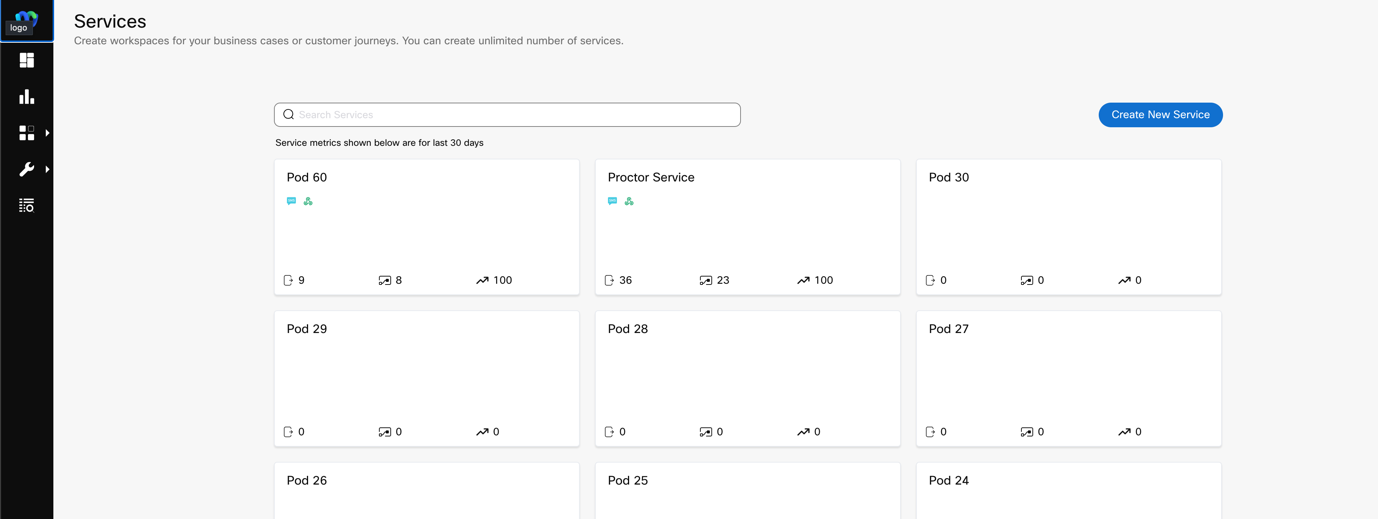 logo
Services
Create workspaces for your business cases or customer journeys. You can create unlimited number of services.
Search Services
Create New Service
Service metrics shown below are for last 30 days
Pod 60
Proctor Service
Pod 30
9 8 100
36 23 100
0 0 0
Pod 29
Pod 28
Pod 27
0 0 0
0 0 0
0 0 0
Pod 26
Pod 25
Pod 24